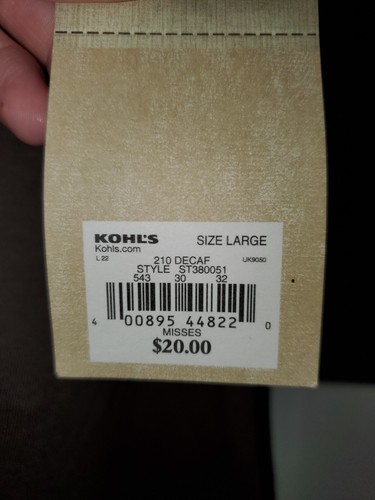 KOHL'S SIZE LARGE
Kohls.com
L 22 210 DECAF UK9050
STYLE ST380051
543 30 32
4 00895 44822 0
MISSES
$20.00